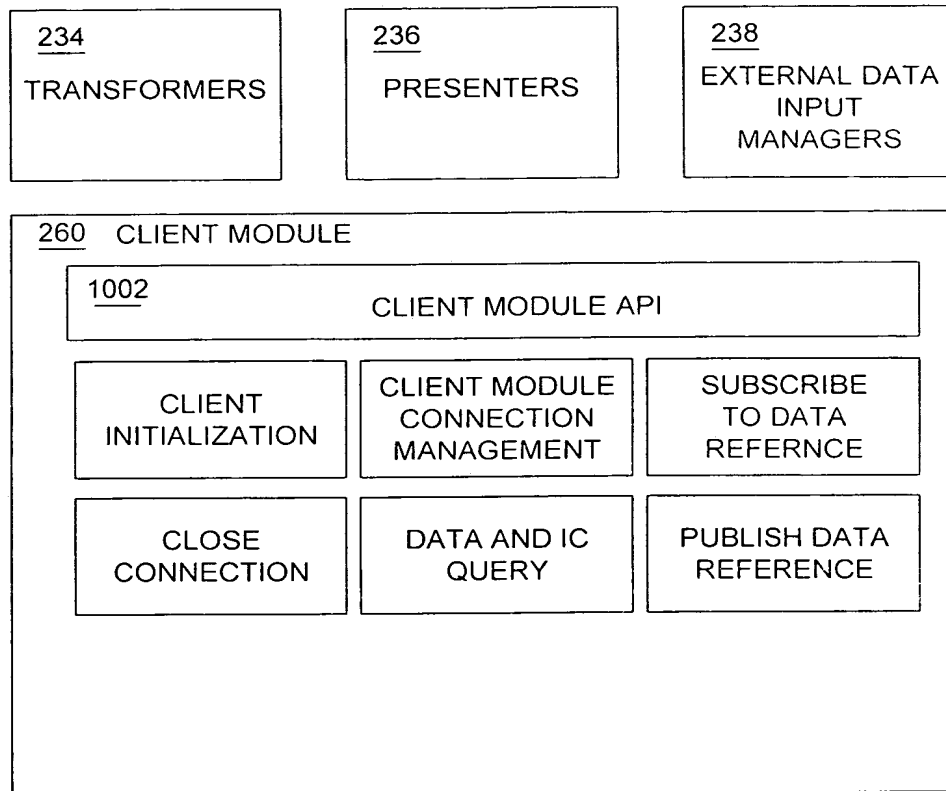 234
TRANSFORMERS
236
PRESENTERS
238
EXTERNAL DATA
INPUT
MANAGERS
260 CLIENT MODULE
1002
CLIENT MODULE API
CLIENT
INITIALIZATION
CLIENT MODULE
CONNECTION
MANAGEMENT
SUBSCRIBE
TO DATA
REFERNCE
CLOSE
CONNECTION
DATA AND IC
QUERY
PUBLISH DATA
REFERENCE